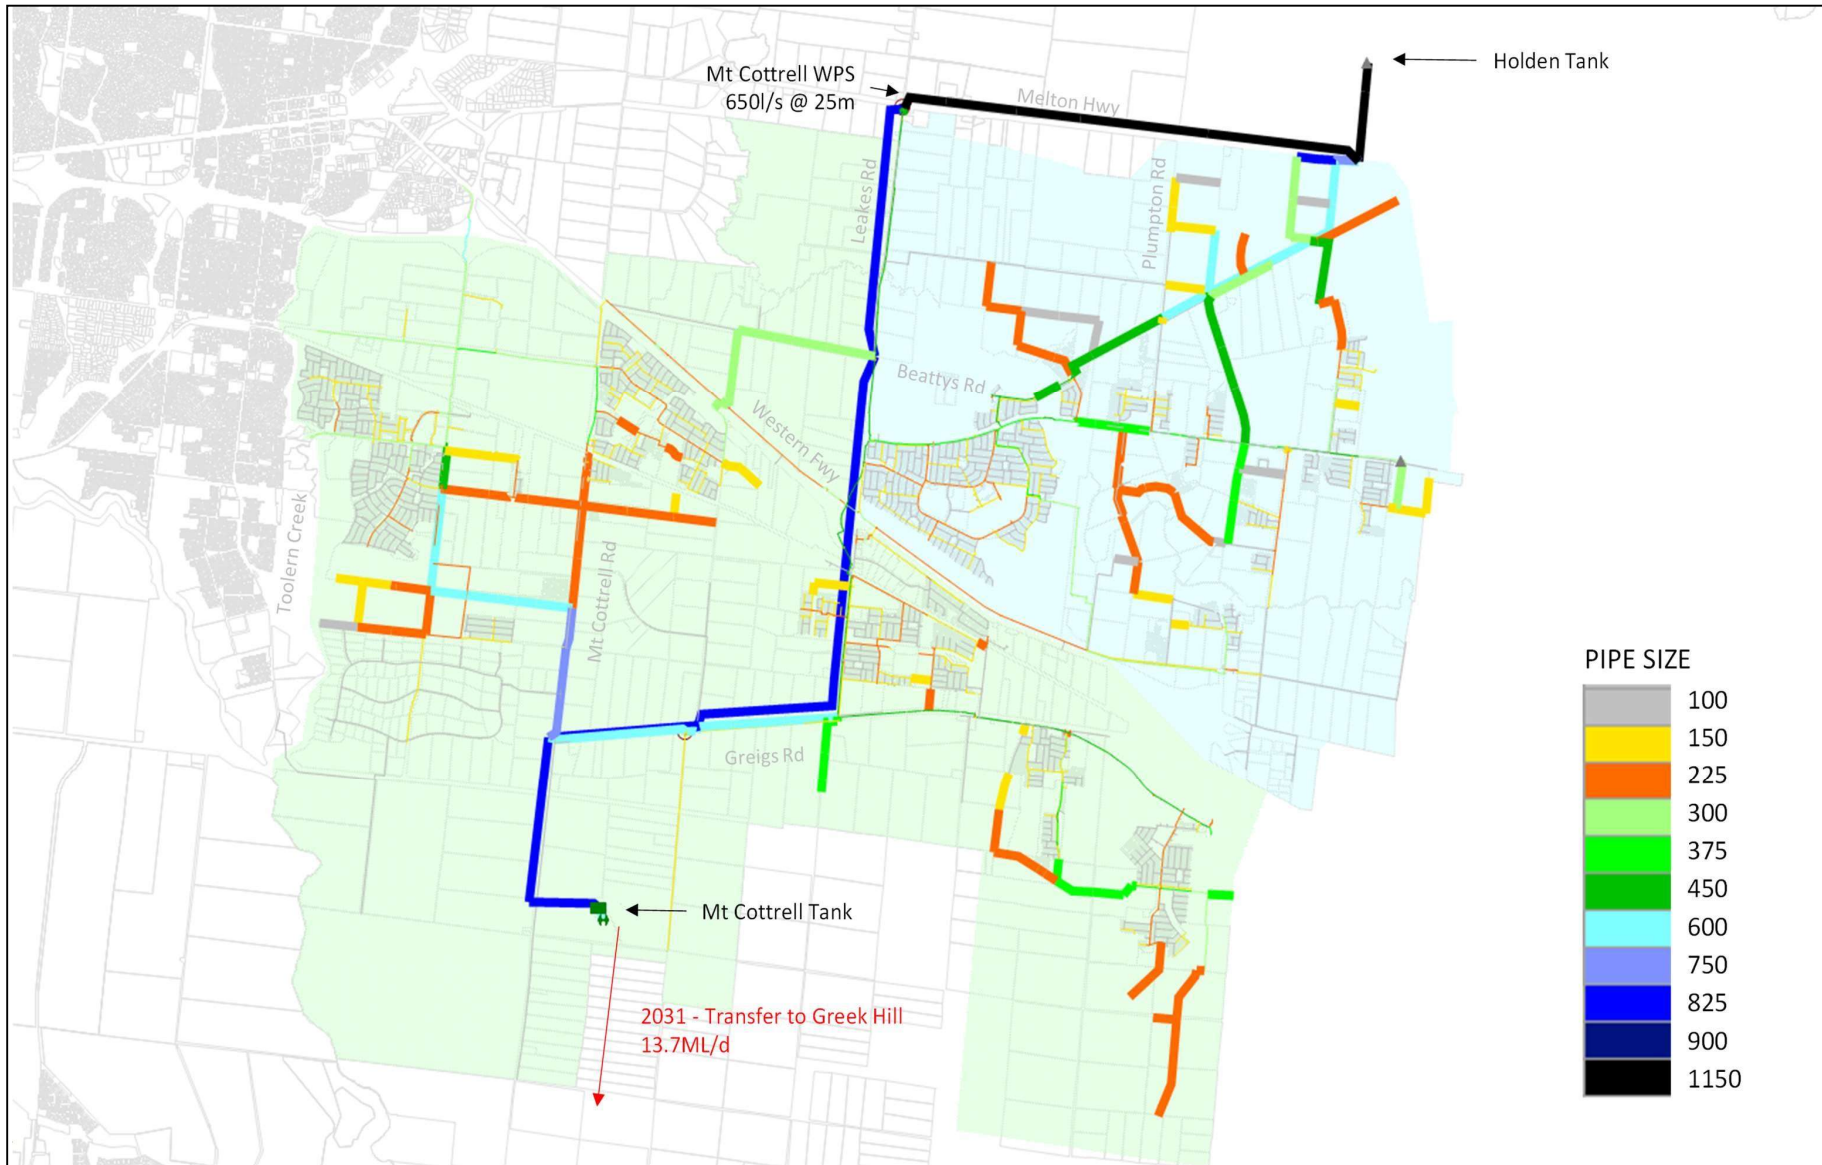 Holden Tank
Mt Cottrell WPS
650l/s @ 25m
Melton Hwy
Leakes Rd
Plumpton Rd
Beattys Rd
Western Fwy
Toolern Creek
Mt Cottrell Rd
Greigs Rd
Mt Cottrell Tank
2031 - Transfer to Greek Hill
13.7ML/d
PIPE SIZE
100
150
225
300
375
450
600
750
825
900
1150